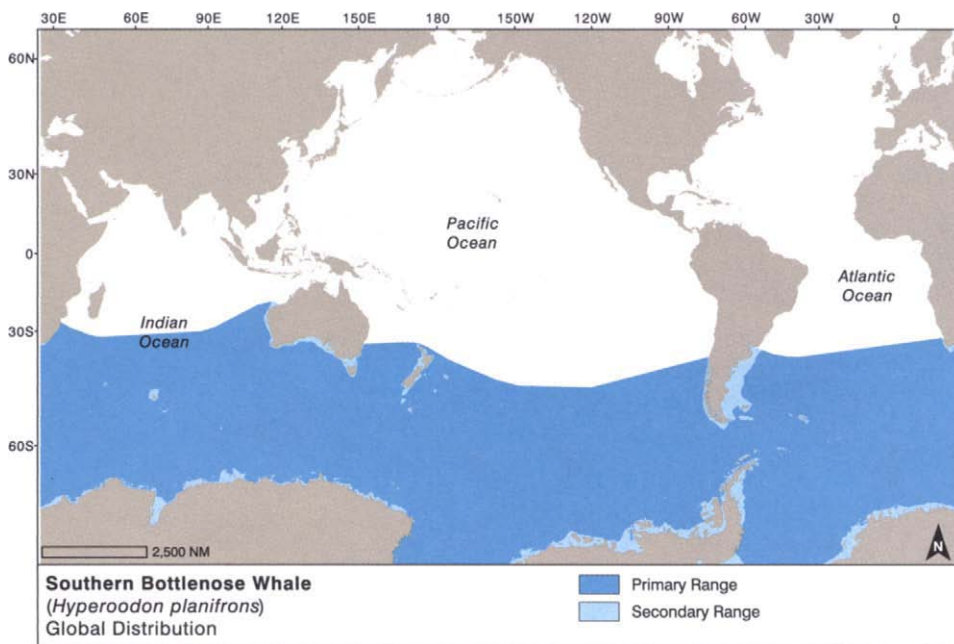 30E 60E 90E 120E 150E 180 150W 120W 90W 60W 30W 0
60N
30N
Pacific
Ocean
0
Atlantic
Ocean
Indian
Ocean
30S
60S
2,500 NM
N
Southern Bottlenose Whale
(Hyperoodon planifrons)
Global Distribution
Primary Range
Secondary Range